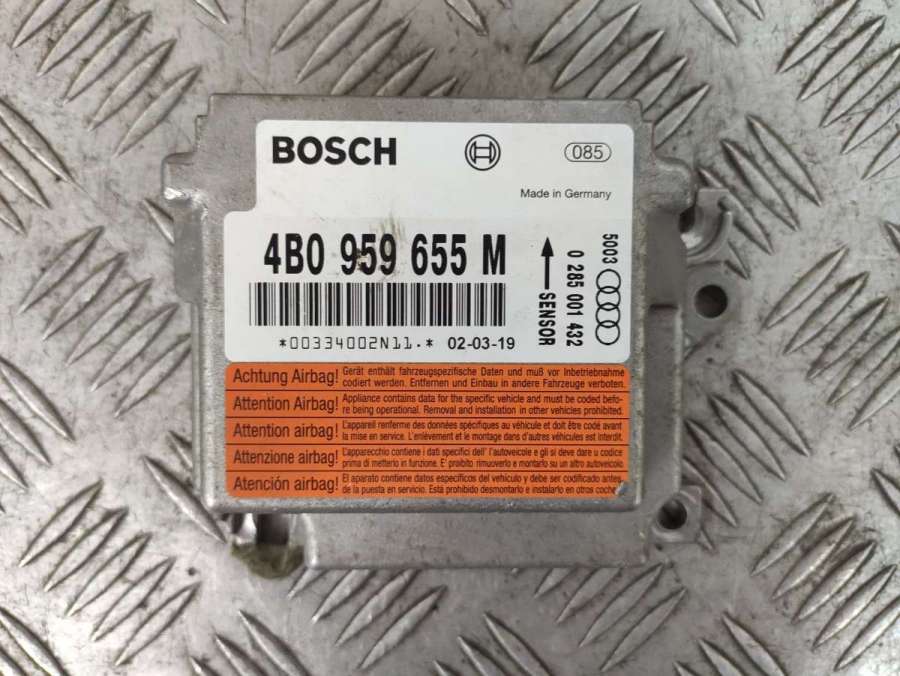 BOSCH
085
Made in Germany
4B0 959 655 M
5003
0 285 001 432
SENSOR
*00334002N11.* 02-03-19
Achtung Airbag! Gerät enthält fahrzeugspezifische Daten und muß vor Inbetriebnahme
codiert werden. Entfernen und Einbau in andere Fahrzeuge verboten.
Attention Airbag! Appliance contains data for the specific vehicle and must be coded befo-
re being operational. Removal and installation in other vehicles prohibited.
Attention airbag! L'appareil renferme des données spécifiques au véhicule et doit être codé avant
la mise en service. L'enlèvement et le montage dans d'autres véhicules est interdit.
Attenzione airbag! L'apparecchio contiene i dati specifici dell' l'autoveicolo e gli si deve dare u codice
prima di metterlo in funzione. E' proibito rimuoverlo e montarlo su un altro autoveicolo
Atención airbag! El aparato contiene datos específicos del vehículo y debe ser codificado antes
de la puesta en servicio. Está prohibido desmontarlo e instalarlo en otros coches